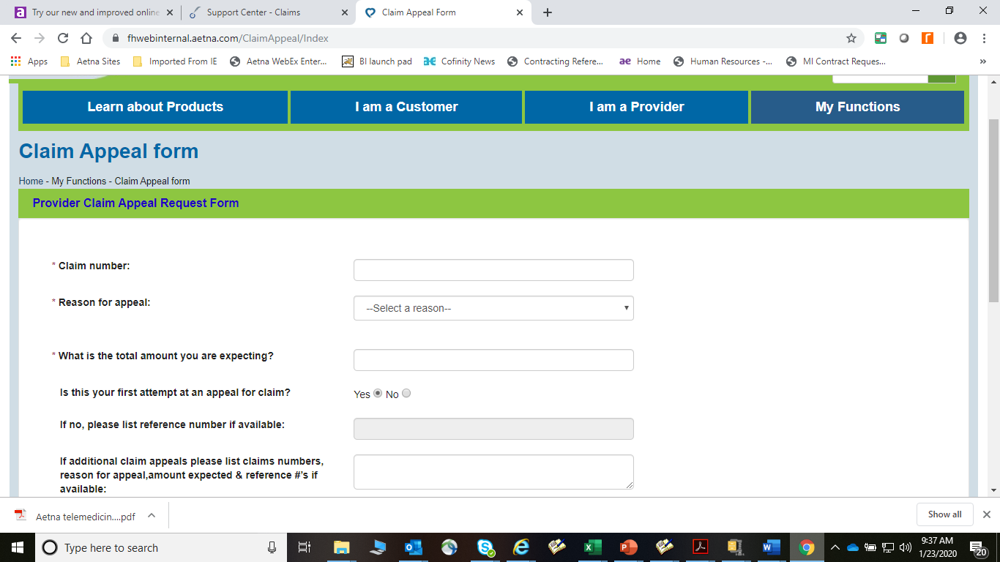 Try our new and improved online
Support Center - Claims
Claim Appeal Form
fhwebinternal.aetna.com/ClaimAppeal/Index
Apps
Aetna Sites
Imported From IE
Aetna WebEx Enter...
BI launch pad
Cofinity News
Contracting Refere...
ae Home
Human Resources -...
MI Contract Reques...
»
Learn about Products
I am a Customer
I am a Provider
My Functions
Claim Appeal form
Home - My Functions - Claim Appeal form
Provider Claim Appeal Request Form
* Claim number:
* Reason for appeal:
--Select a reason--
* What is the total amount you are expecting?
Is this your first attempt at an appeal for claim?
Yes No
If no, please list reference number if available:
If additional claim appeals please list claims numbers,
reason for appeal,amount expected & reference #'s if
available:
Aetna telemedicin....pdf
Show all
Type here to search
9:37 AM
1/23/2020
20